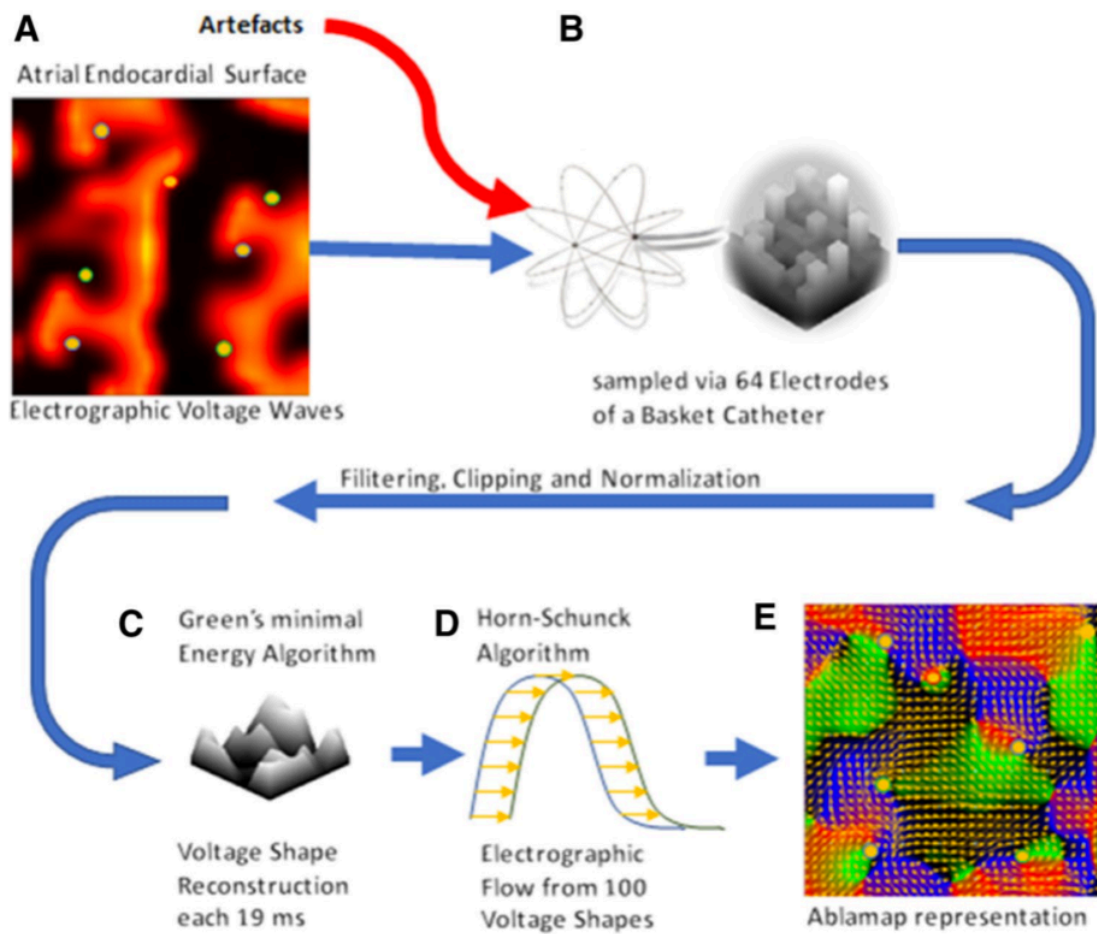 A
Artefacts
B
Atrial Endocardial Surface
Electrographic Voltage Waves
sampled via 64 Electrodes
of a Basket Catheter
Filitering, Clipping and Normalization
C
Green's minimal
Energy Algorithm
D
Horn-Schunck
Algorithm
E
Voltage Shape
Reconstruction
each 19 ms
Electrographic
Flow from 100
Voltage Shapes
Ablamap representation